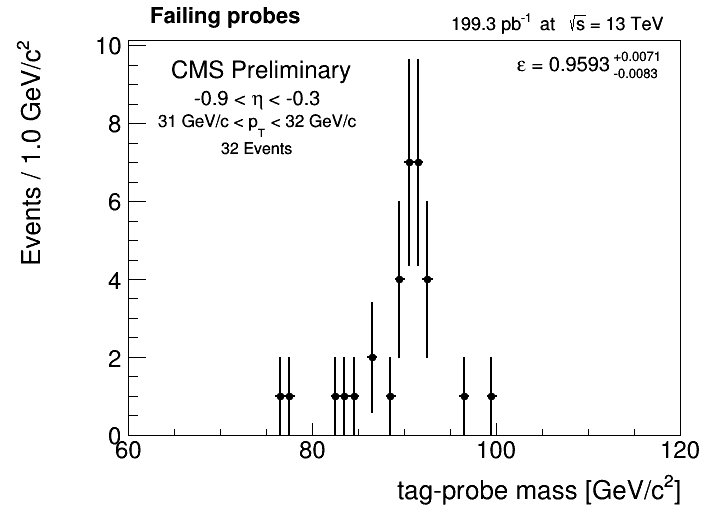 Failing probes
199.3 pb⁻¹ at √s = 13 TeV
CMS Preliminary
-0.9 < η < -0.3
31 GeV/c < p_T < 32 GeV/c
32 Events
ε = 0.9593 +0.0071 -0.0083
Events / 1.0 GeV/c²
10
8
6
4
2
0
60 80 100 120
tag-probe mass [GeV/c²]